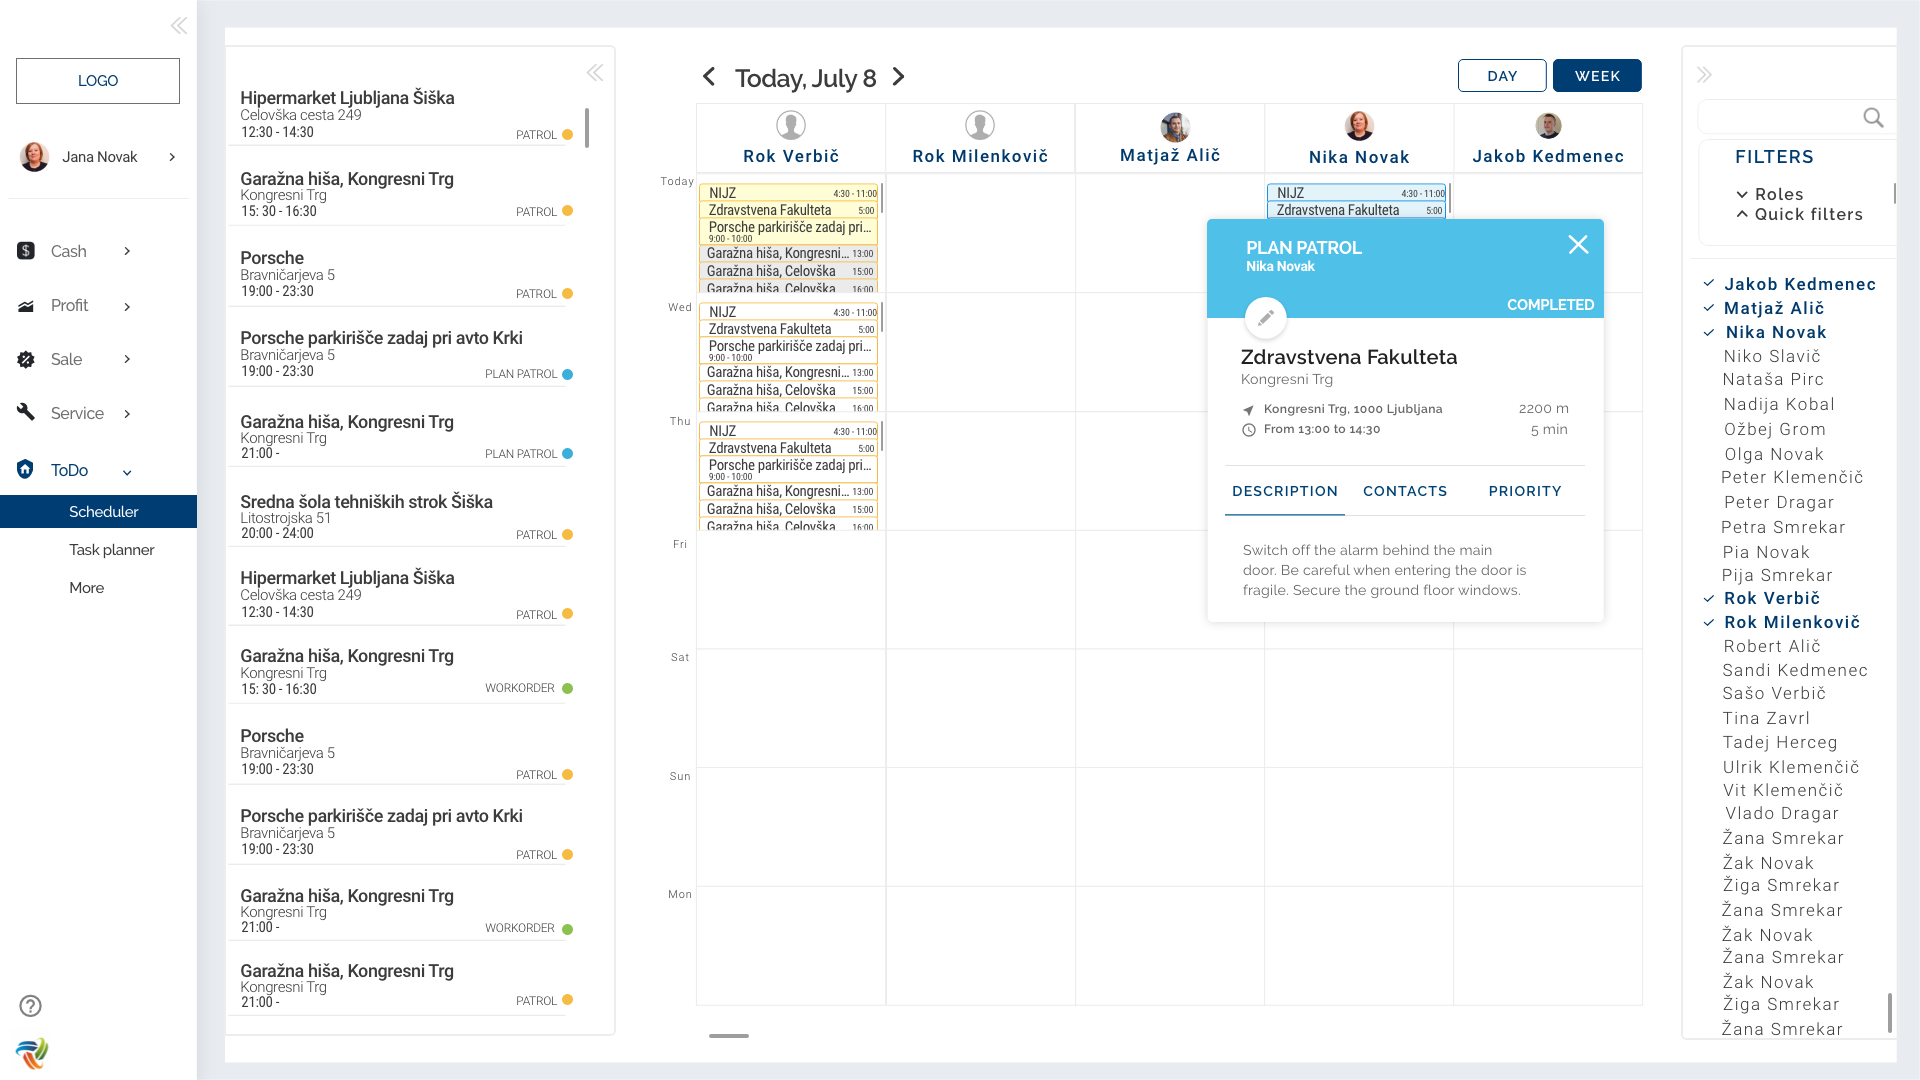 LOGO
Jana Novak
Cash
Profit
Sale
Service
ToDo
Scheduler
Task planner
More
Hipermarket Ljubljana Šiška
Celovška cesta 249
12:30 - 14:30
PATROL
Garažna hiša, Kongresni Trg
Kongresni Trg
15: 30 - 16:30
PATROL
Porsche
Bravničarjeva 5
19:00 - 23:30
PATROL
Porsche parkirišče zadaj pri avto Krki
Bravničarjeva 5
19:00 - 23:30
PLAN PATROL
Garažna hiša, Kongresni Trg
Kongresni Trg
21:00 -
PLAN PATROL
Sredna šola tehniških strok Šiška
Litostrojska 51
20:00 - 24:00
PATROL
Hipermarket Ljubljana Šiška
Celovška cesta 249
12:30 - 14:30
PATROL
Garažna hiša, Kongresni Trg
Kongresni Trg
15: 30 - 16:30
WORKORDER
Porsche
Bravničarjeva 5
19:00 - 23:30
PATROL
Porsche parkirišče zadaj pri avto Krki
Bravničarjeva 5
19:00 - 23:30
PATROL
Garažna hiša, Kongresni Trg
Kongresni Trg
21:00 -
WORKORDER
Garažna hiša, Kongresni Trg
Kongresni Trg
21:00 -
PATROL
Today, July 8
DAY
WEEK
Rok Verbič
Rok Milenkovič
Matjaž Alič
Nika Novak
Jakob Kedmenec
Today
NIJZ 4:30 - 11:00
Zdravstvena Fakulteta 5:00
Porsche parkirišče zadaj pri...
9:00 - 10:00
Garažna hiša, Kongresni... 13:00
Garažna hiša, Celovška 15:00
Garažna hiša, Celovška 16:00
NIJZ 4:30 - 11:00
Zdravstvena Fakulteta 5:00
Wed
NIJZ 4:30 - 11:00
Zdravstvena Fakulteta 5:00
Porsche parkirišče zadaj pri...
9:00 - 10:00
Garažna hiša, Kongresni... 13:00
Garažna hiša, Celovška 15:00
Garažna hiša, Celovška 16:00
Thu
NIJZ 4:30 - 11:00
Zdravstvena Fakulteta 5:00
Porsche parkirišče zadaj pri...
9:00 - 10:00
Garažna hiša, Kongresni... 13:00
Garažna hiša, Celovška 15:00
Garažna hiša, Celovška 16:00
Fri
Sat
Sun
Mon
PLAN PATROL
Nika Novak
COMPLETED
Zdravstvena Fakulteta
Kongresni Trg
Kongresni Trg, 1000 Ljubljana 2200 m
From 13:00 to 14:30 5 min
DESCRIPTION CONTACTS PRIORITY
Switch off the alarm behind the main
door. Be careful when entering the door is
fragile. Secure the ground floor windows.
FILTERS
Roles
Quick filters
Jakob Kedmenec
Matjaž Alič
Nika Novak
Niko Slavič
Nataša Pirc
Nadija Kobal
Ožbej Grom
Olga Novak
Peter Klemenčič
Peter Dragar
Petra Smrekar
Pia Novak
Pija Smrekar
Rok Verbič
Rok Milenkovič
Robert Alič
Sandi Kedmenec
Sašo Verbič
Tina Zavrl
Tadej Herceg
Ulrik Klemenčič
Vit Klemenčič
Vlado Dragar
Žana Smrekar
Žak Novak
Žiga Smrekar
Žana Smrekar
Žak Novak
Žana Smrekar
Žak Novak
Žiga Smrekar
Žana Smrekar